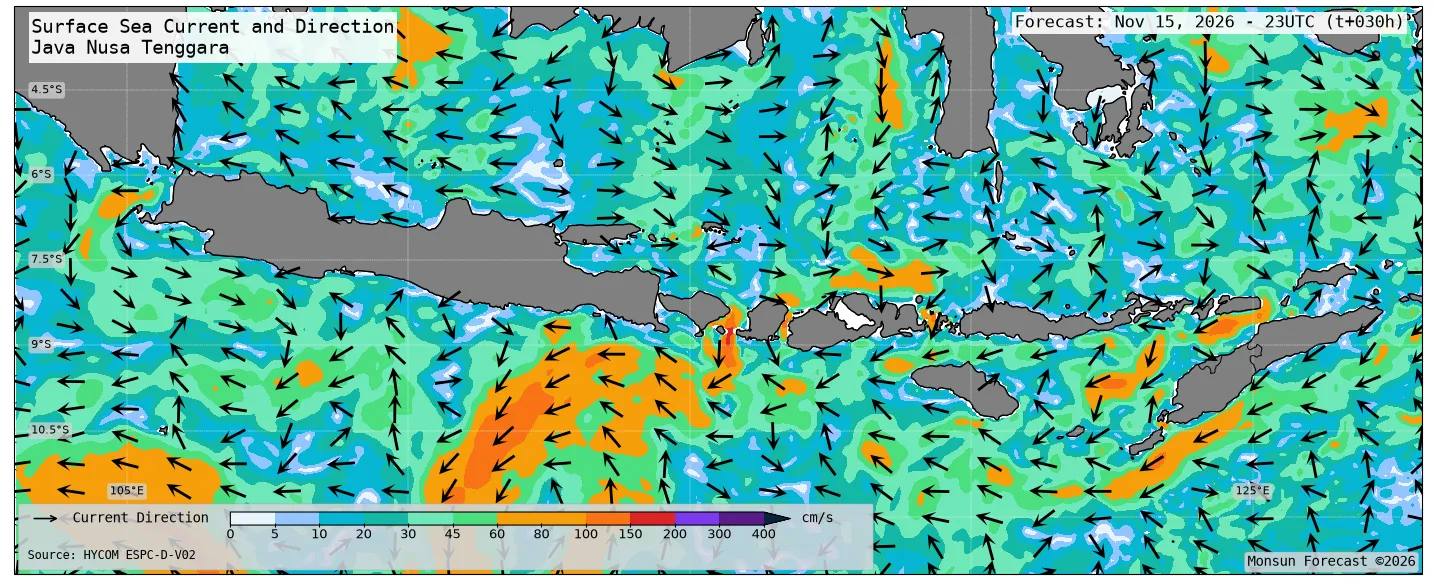 Surface Sea Current and Direction
Java Nusa Tenggara
Forecast: Nov 15, 2026 - 23UTC (t+030h)
4.5°S
6°S
7.5°S
9°S
10.5°S
105°E
125°E
Current Direction
0 5 10 20 30 45 60 80 100 150 200 300 400 cm/s
Source: HYCOM ESPC-D-V02
Monsun Forecast ©2026